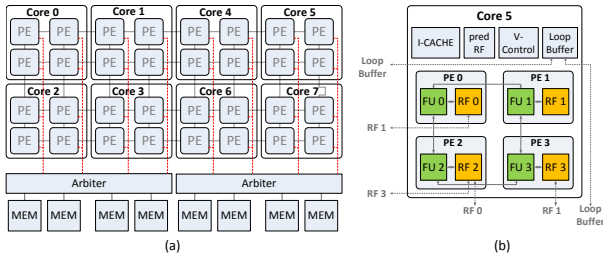 Core 0 Core 1 Core 4 Core 5
PE PE PE PE PE PE PE PE
PE PE PE PE PE PE PE PE
Core 2 Core 3 Core 6 Core 7
PE PE PE PE PE PE PE PE
PE PE PE PE PE PE PE PE
Arbiter Arbiter
MEM MEM MEM MEM MEM MEM MEM MEM
(a)
Core 5
I-CACHE
pred
RF
V-
Control
Loop
Buffer
Loop
Buffer
PE 0 PE 1
FU 0 RF 0 FU 1 RF 1
RF 1
PE 2 PE 3
FU 2 RF 2 FU 3 RF 3
RF 3
RF 0 RF 1
Loop
Buffer
(b)